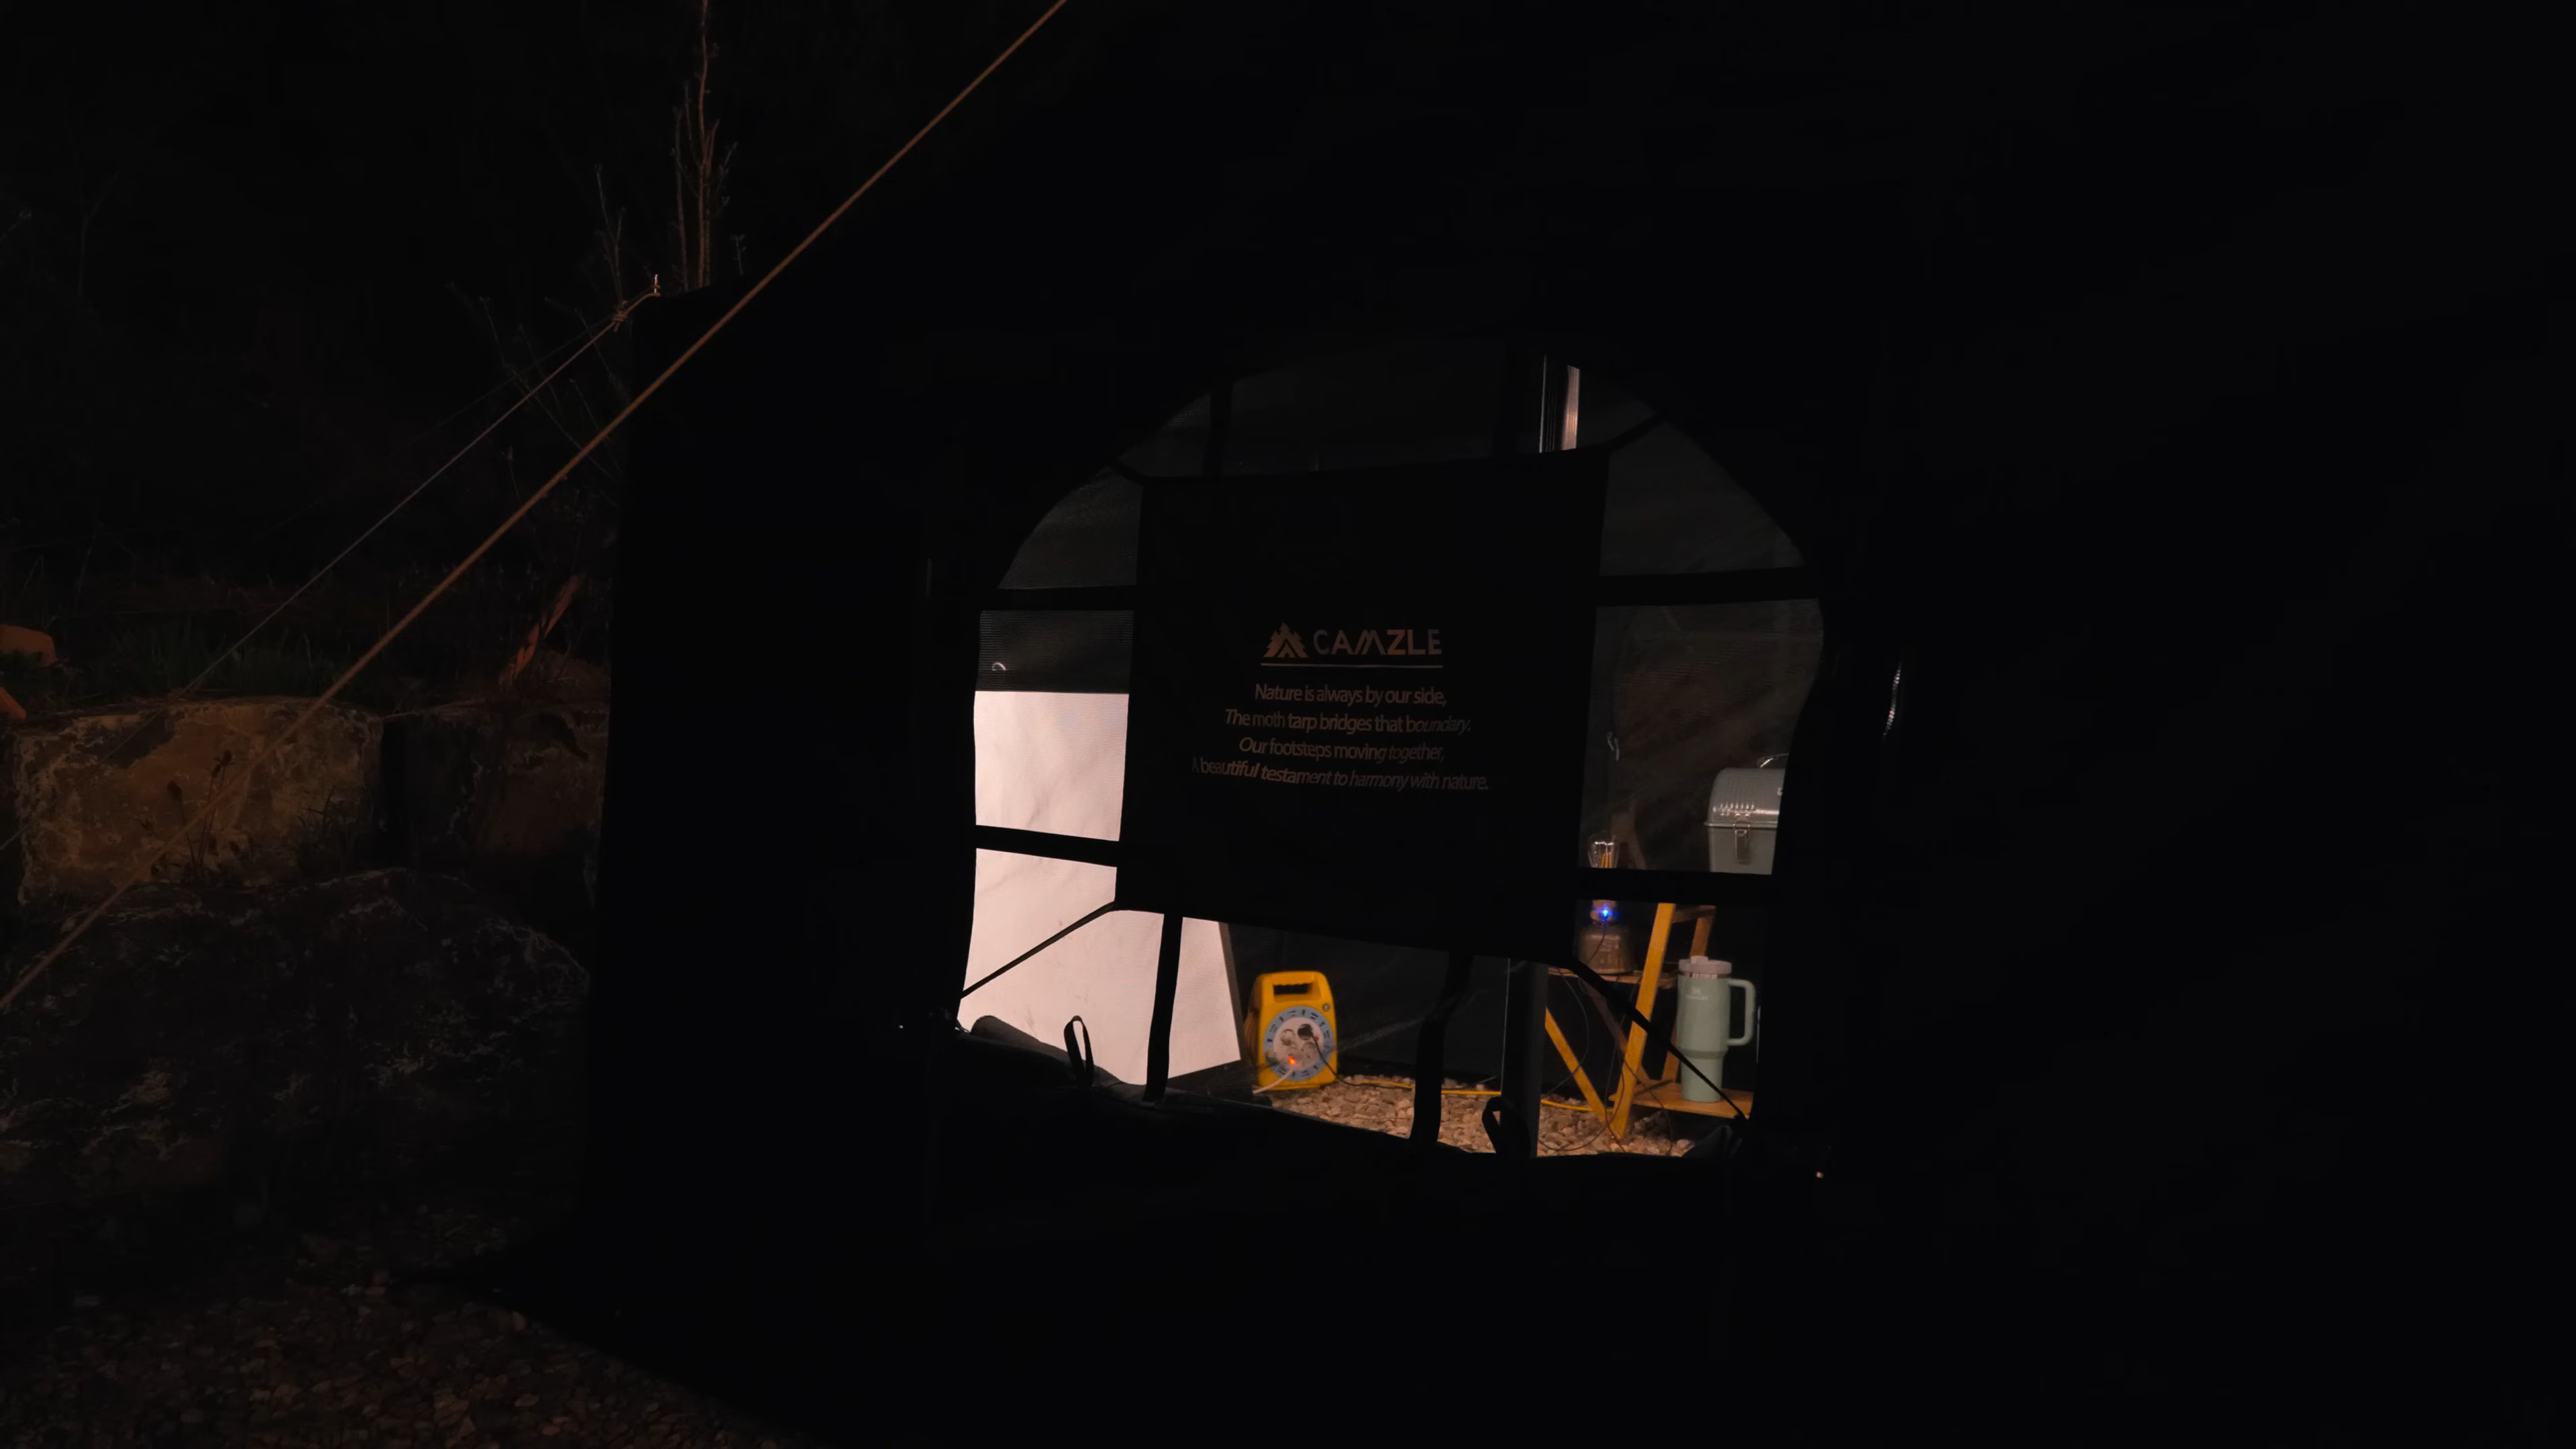 CAMZLE
Nature is always by our side,
The moth tarp bridges that boundary.
Our footsteps moving together,
A beautiful testament to harmony with nature.